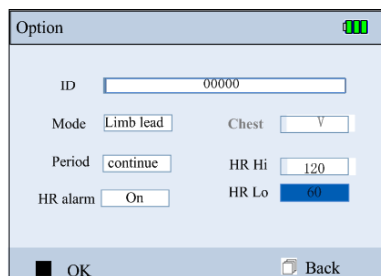 Option
ID 00000
Mode Limb lead Chest V
Period continue HR Hi 120
HR alarm On HR Lo 60
OK Back